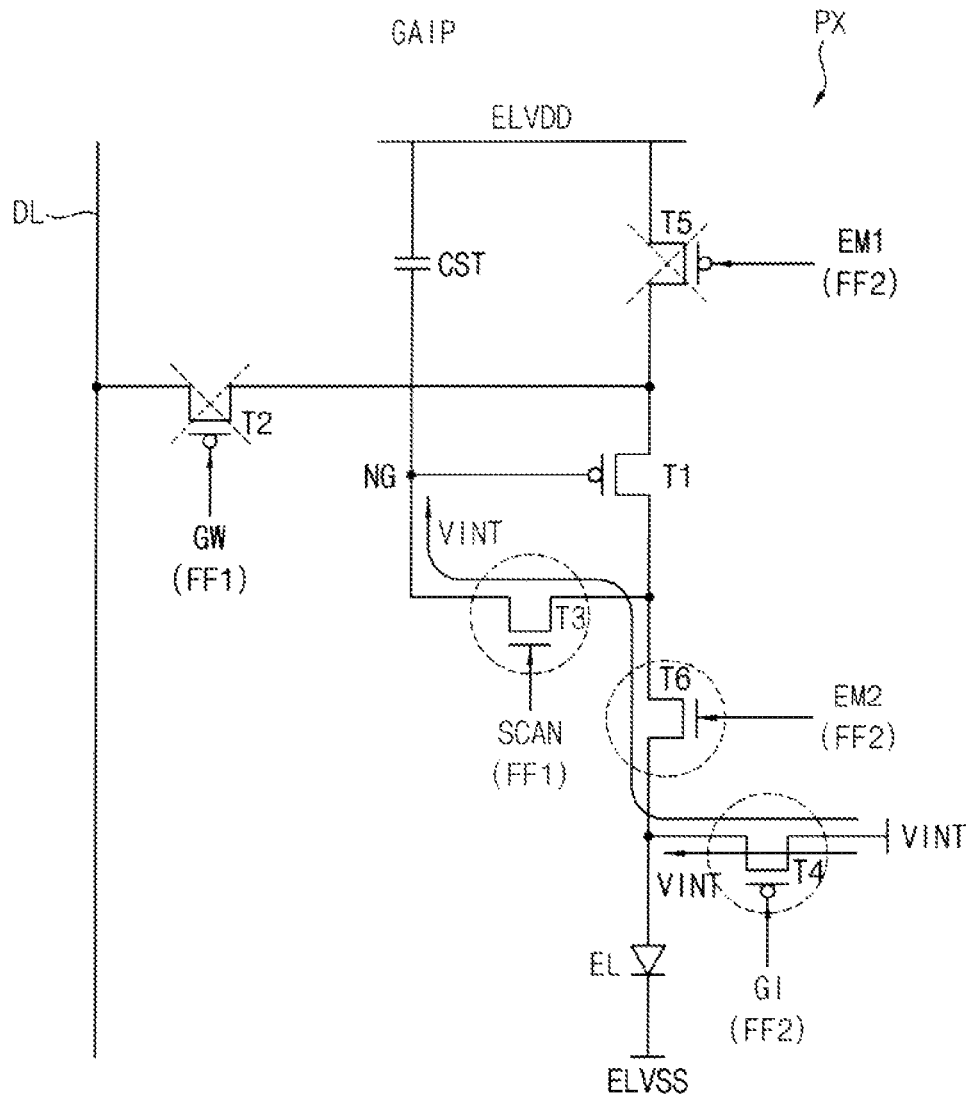 GAIP
PX
ELVDD
DL
T5
EM1
(FF2)
CST
T2
NG
T1
GW
(FF1)
VINT
T3
T6
SCAN
(FF1)
EM2
(FF2)
VINT
VINT
T4
EL
GI
(FF2)
ELVSS